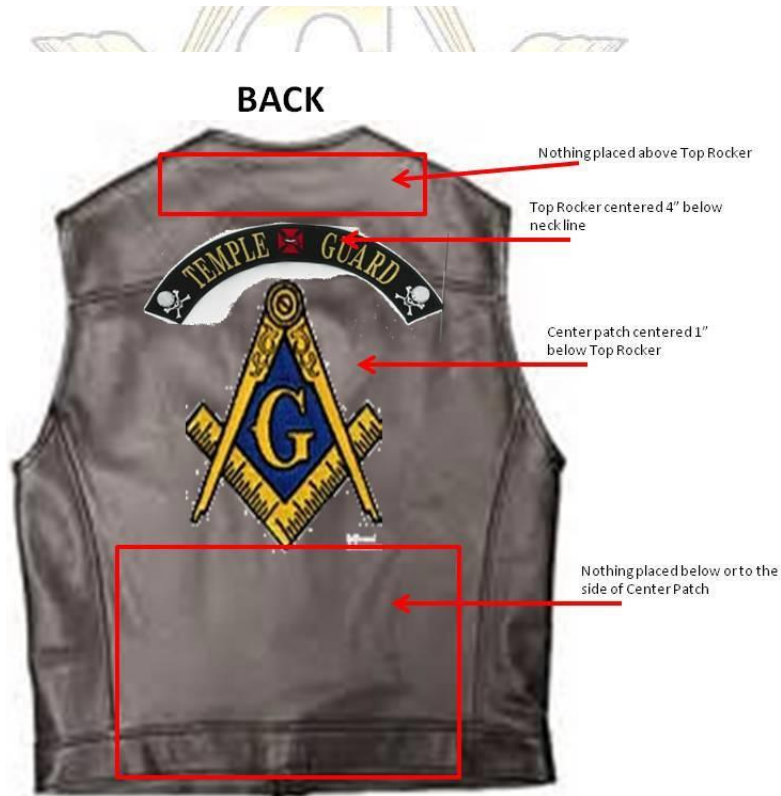 BACK
Nothing placed above Top Rocker
Top Rocker centered 4" below
neck line
TEMPLE GUARD
Center patch centered 1"
below Top Rocker
G
Nothing placed below or to the
side of Center Patch